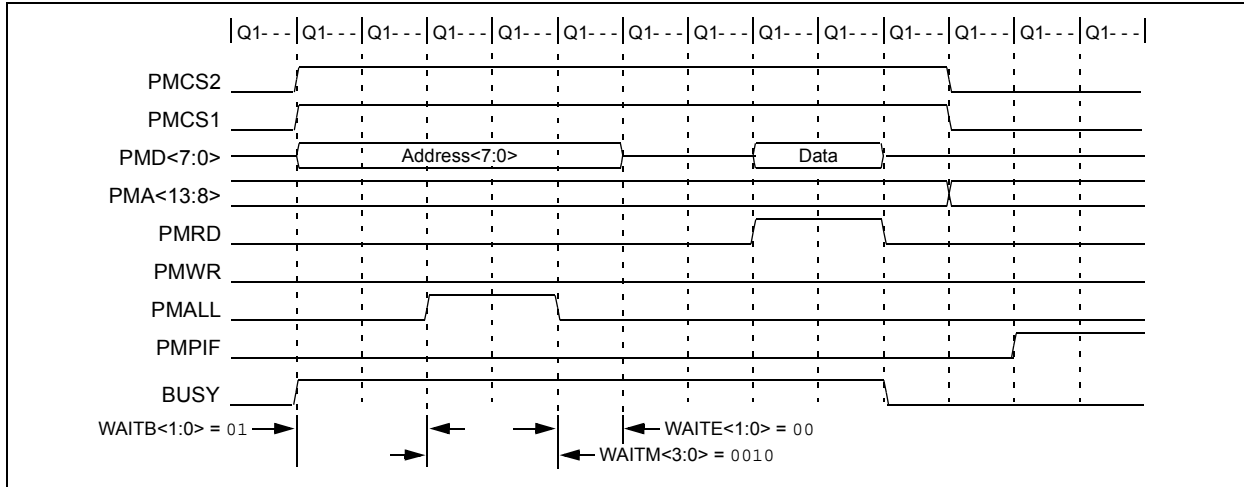 Q1- - - Q1- - - Q1- - - Q1- - - Q1- - - Q1- - - Q1- - - Q1- - - Q1- - - Q1- - - Q1- - - Q1- - - Q1- - - Q1- - -
PMCS2
PMCS1
PMD<7:0> Address<7:0> Data
PMA<13:8>
PMRD
PMWR
PMALL
PMPIF
BUSY
WAITB<1:0> = 01 WAITE<1:0> = 00
WAITM<3:0> = 0010